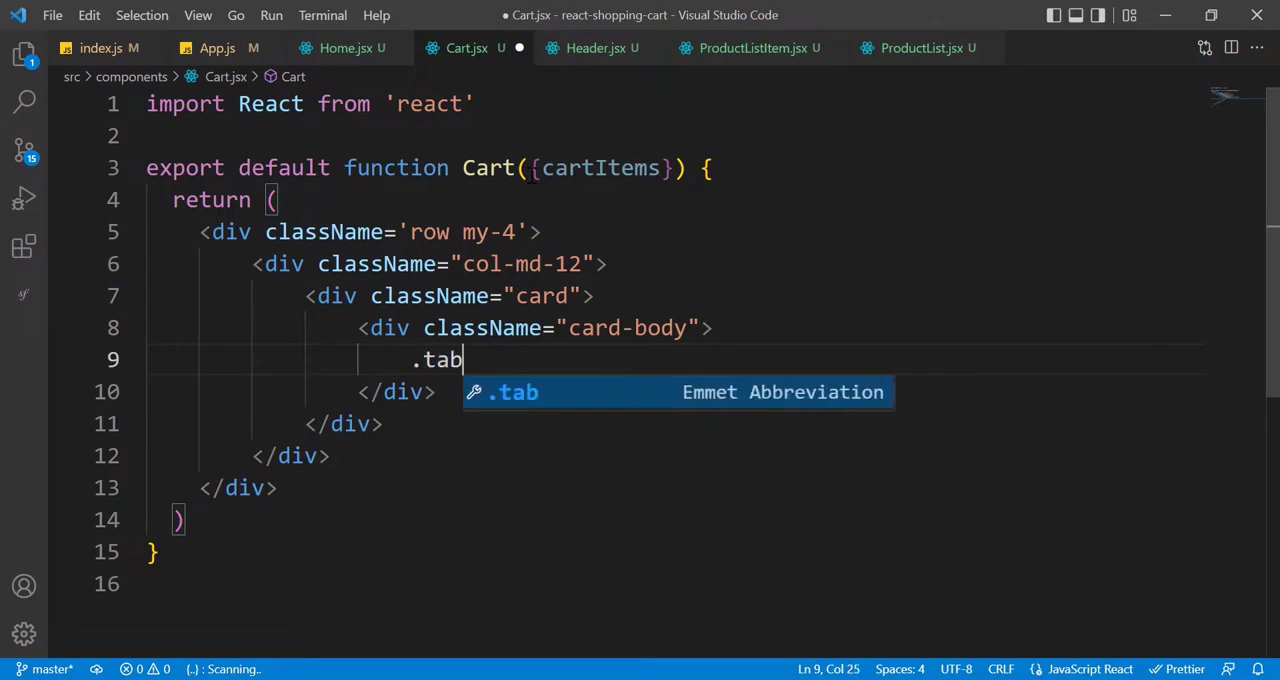 File Edit Selection View Go Run Terminal Help ● Cart.jsx - react-shopping-cart - Visual Studio Code
index.js M App.js M Home.jsx U Cart.jsx U ● Header.jsx U ProductListItem.jsx U ProductList.jsx U
src > components > Cart.jsx > Cart
1 import React from 'react'
2
3 export default function Cart({cartItems}) {
4 return (
5 <div className='row my-4'>
6 <div className="col-md-12">
7 <div className="card">
8 <div className="card-body">
9 .tab
10 </div> .tab Emmet Abbreviation
11 </div>
12 </div>
13 </div>
14 )
15 }
16
1
15
master* 0 0 {..} : Scanning.. Ln 9, Col 25 Spaces: 4 UTF-8 CRLF JavaScript React Prettier